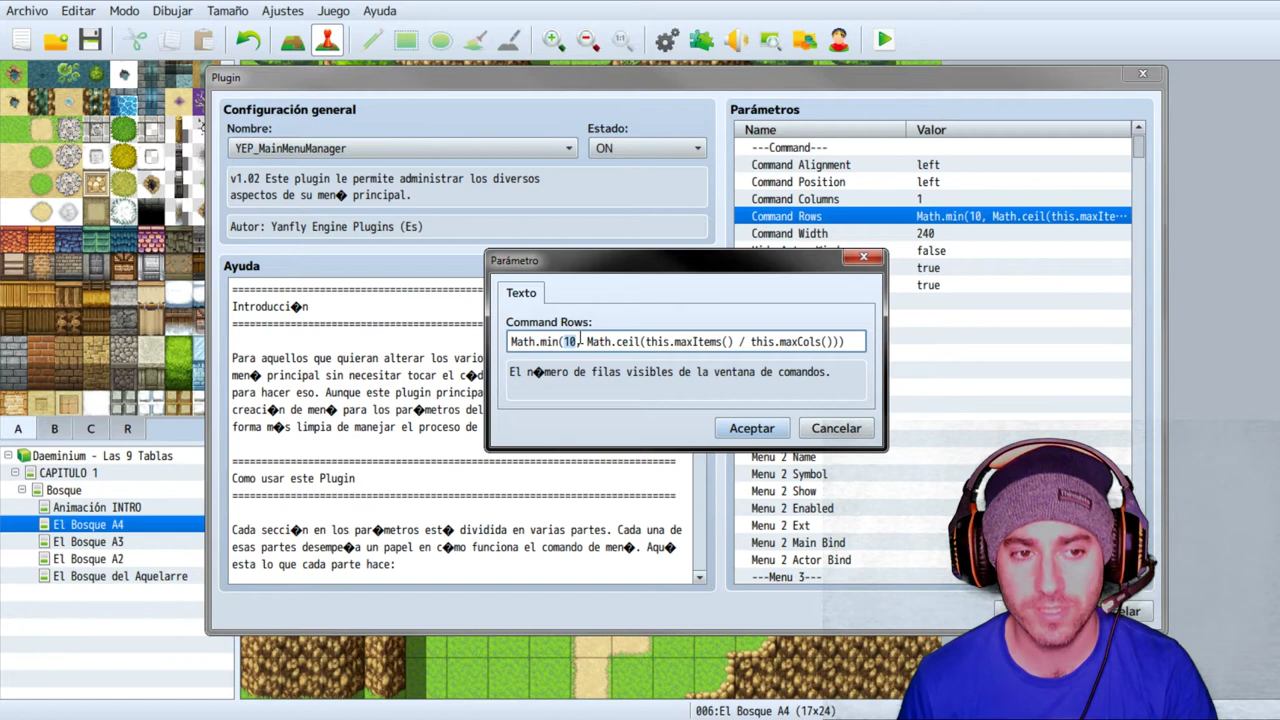 Archivo Editar Modo Dibujar Tamaño Ajustes Juego Ayuda
Plugin
Configuración general
Nombre: Estado:
YEP_MainMenuManager ON
v1.02 Este plugin le permite administrar los diversos
aspectos de su men� principal.
Autor: Yanfly Engine Plugins (Es)
Ayuda
Introducci�n
Para aquellos que quieran alterar los vario
men� principal sin necesitar tocar el c�d
para hacer eso. Aunque este plugin principa
creaci�n de men� para los par�metros del
forma m�s limpia de manejar el proceso de
Como usar este Plugin
Cada secci�n en los par�metros est� dividida en varias partes. Cada una de
esas partes desempe�a un papel en c�mo funciona el comando de men�. Aqu�
esta lo que cada parte hace:
Parámetros
Name Valor
---Command---
Command Alignment left
Command Position left
Command Columns 1
Command Rows Math.min(10, Math.ceil(this.maxIte···
Command Width 240
false
true
true
Parámetro
Texto
Command Rows:
Math.min(10, Math.ceil(this.maxItems() / this.maxCols()))
El n�mero de filas visibles de la ventana de comandos.
Aceptar Cancelar
Menu 2 Name
Menu 2 Symbol
Menu 2 Show
Menu 2 Enabled
Menu 2 Ext
Menu 2 Main Bind
Menu 2 Actor Bind
---Menu 3---
A B C R
Daeminium - Las 9 Tablas
CAPITULO 1
Bosque
Animación INTRO
El Bosque A4
El Bosque A3
El Bosque A2
El Bosque del Aquelarre
006:El Bosque A4 (17x24)